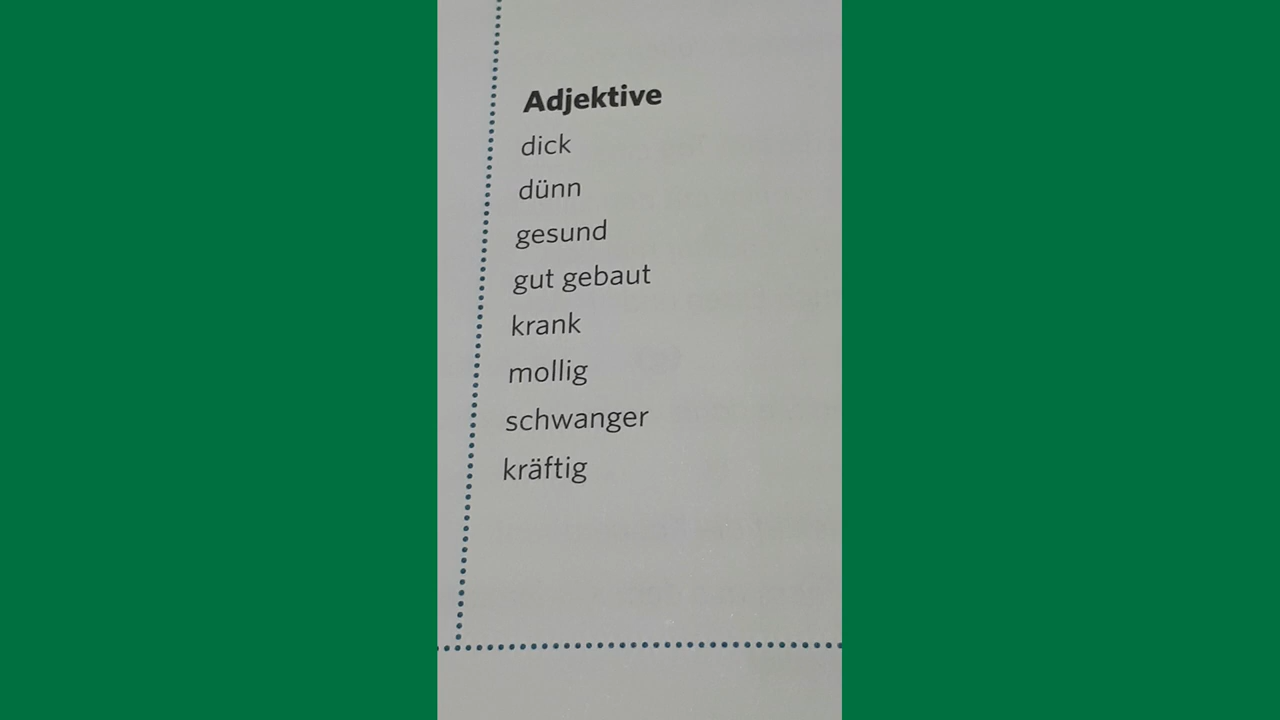 Adjektive
dick
dünn
gesund
gut gebaut
krank
mollig
schwanger
kräftig